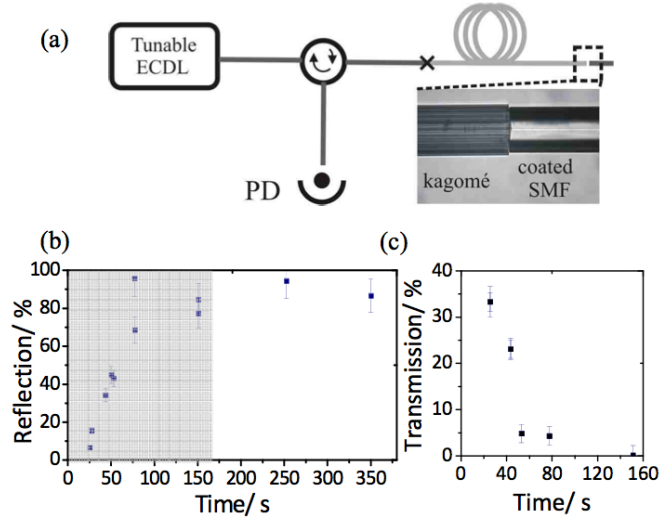 (a)
Tunable
ECDL
PD
kagomé
coated
SMF
(b)
(c)
Reflection/ %
100
80
60
40
20
0
0 50 100 150 200 250 300 350
Time/ s
Transmission/ %
40
30
20
10
0
0 40 80 120 160
Time/ s